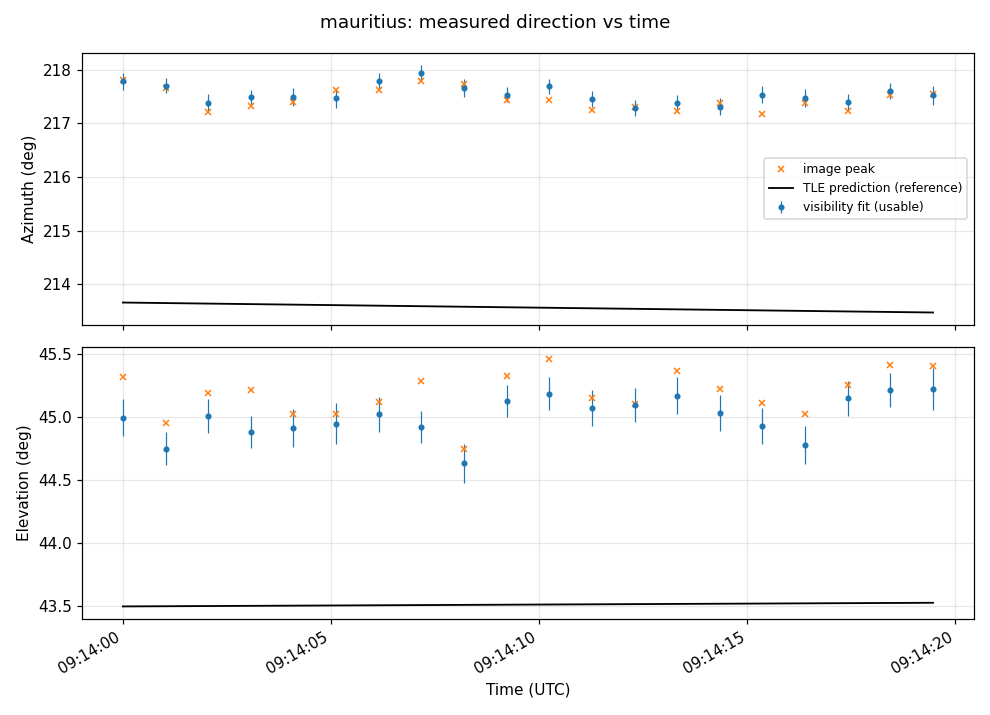 mauritius: measured direction vs time
218
217
216
215
214
Azimuth (deg)
image peak
TLE prediction (reference)
visibility fit (usable)
45.5
45.0
44.5
44.0
43.5
Elevation (deg)
09:14:00
09:14:05
09:14:10
09:14:15
09:14:20
Time (UTC)